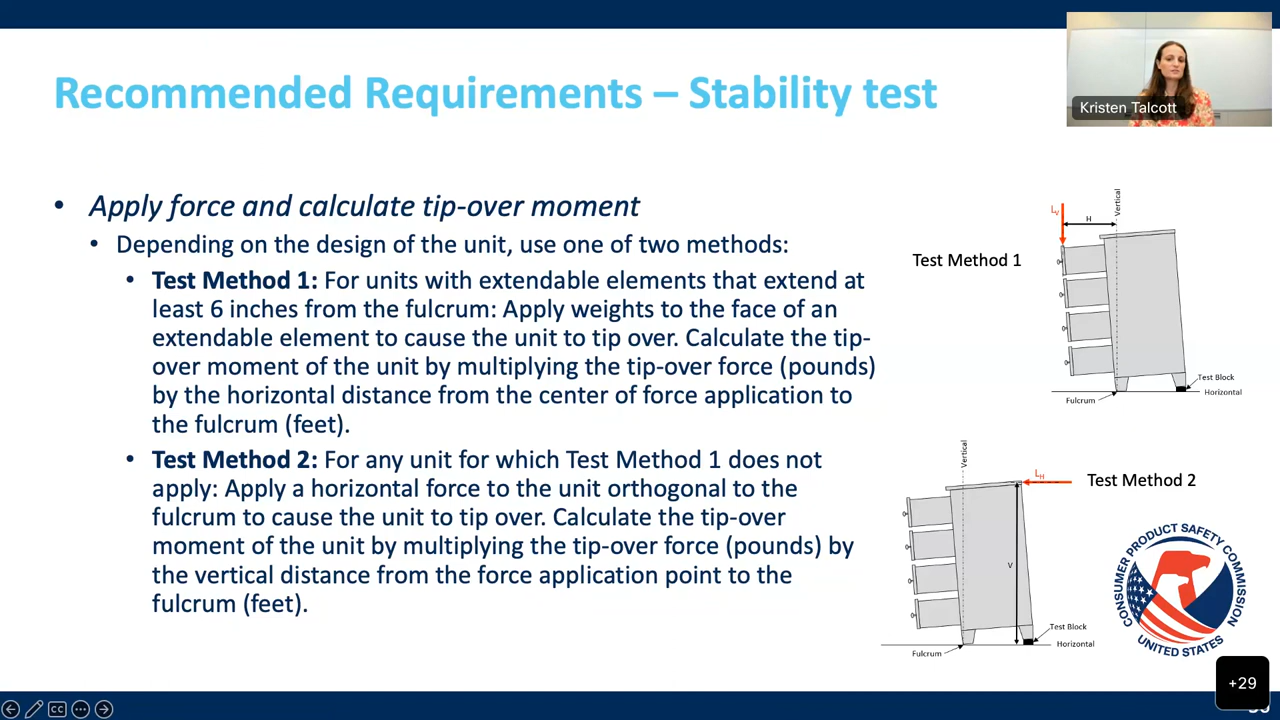 Recommended Requirements – Stability test
Kristen Talcott
• Apply force and calculate tip-over moment
• Depending on the design of the unit, use one of two methods:
• Test Method 1: For units with extendable elements that extend at
least 6 inches from the fulcrum: Apply weights to the face of an
extendable element to cause the unit to tip over. Calculate the tip-
over moment of the unit by multiplying the tip-over force (pounds)
by the horizontal distance from the center of force application to
the fulcrum (feet).
• Test Method 2: For any unit for which Test Method 1 does not
apply: Apply a horizontal force to the unit orthogonal to the
fulcrum to cause the unit to tip over. Calculate the tip-over
moment of the unit by multiplying the tip-over force (pounds) by
the vertical distance from the force application point to the
fulcrum (feet).
Test Method 1
Vertical
LV
H
Test Block
Horizontal
Fulcrum
Test Method 2
Vertical
LH
V
Test Block
Horizontal
Fulcrum
CONSUMER PRODUCT SAFETY COMMISSION
UNITED STATES
+29
CC